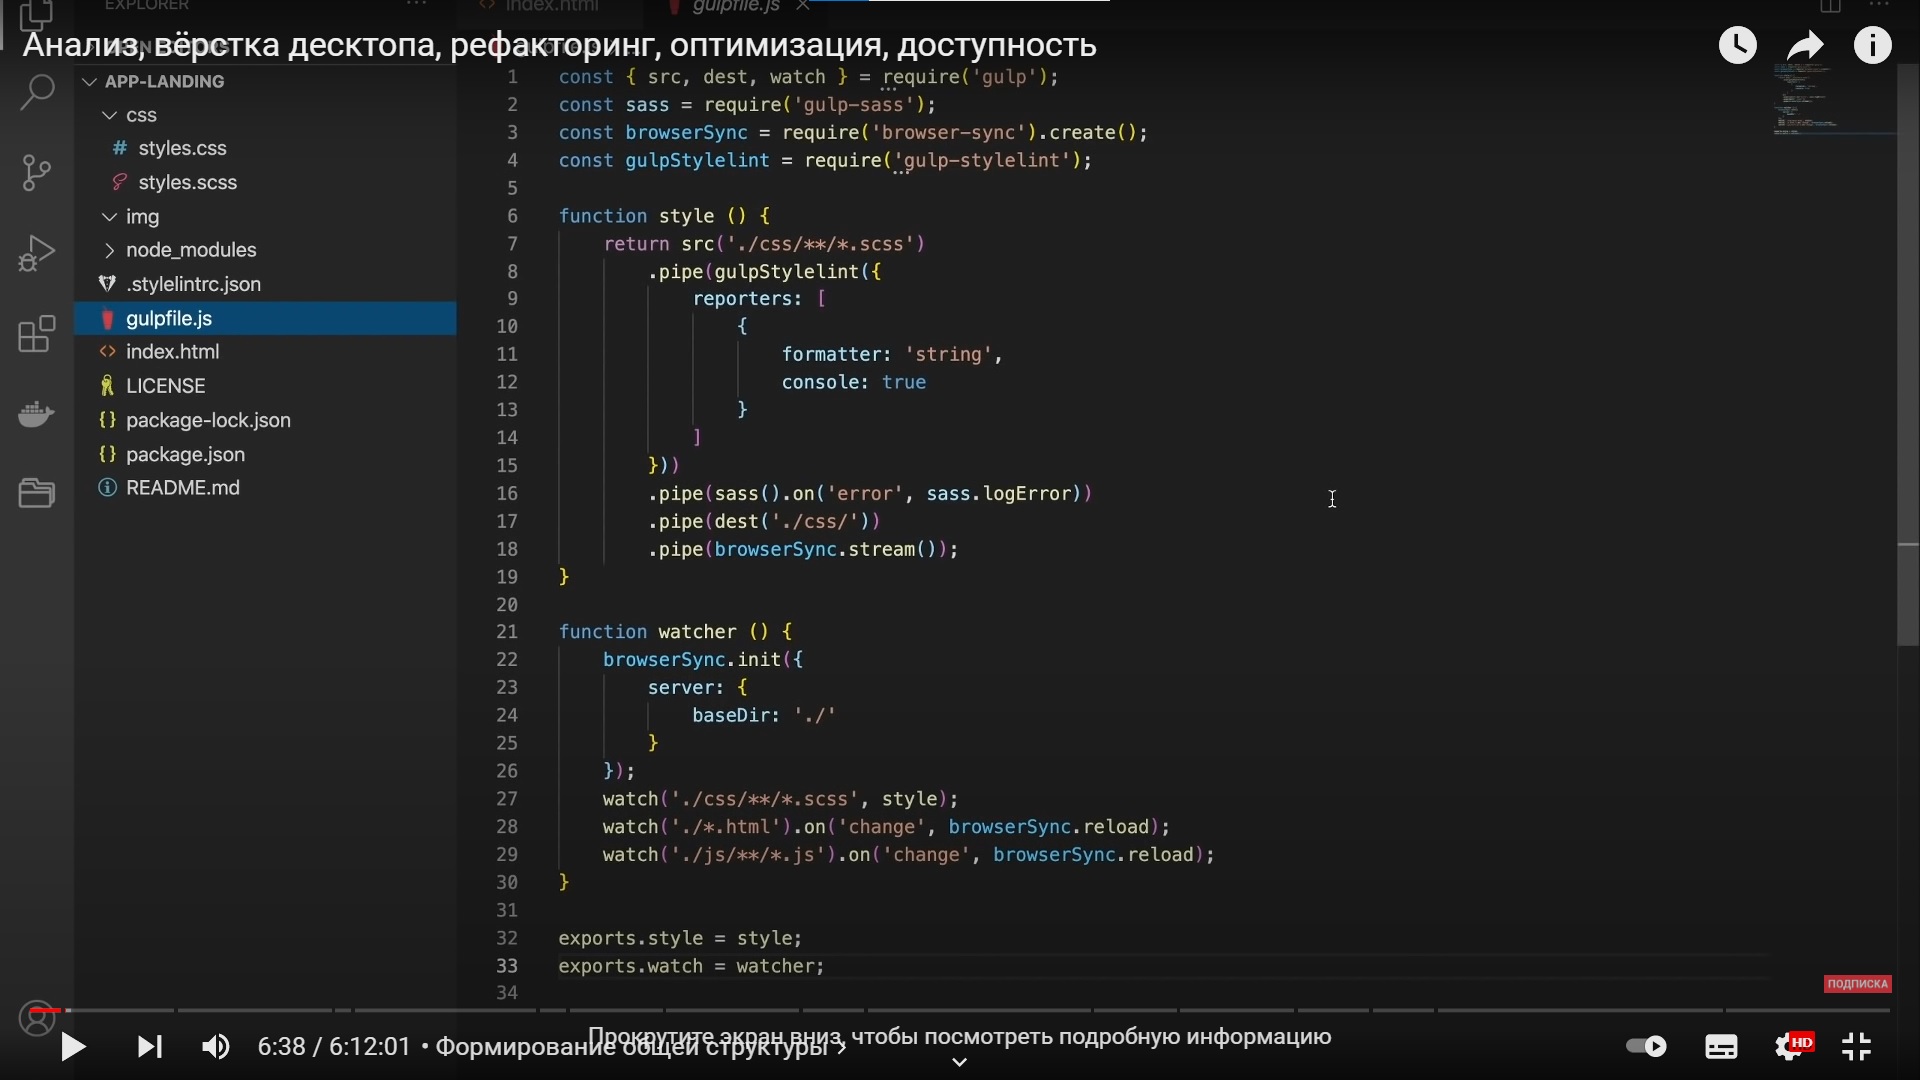 EXPLORER
index.html
gulpfile.js
Анализ, вёрстка десктопа, рефакторинг, оптимизация, доступность
APP-LANDING
css
styles.css
styles.scss
img
node_modules
.stylelintrc.json
gulpfile.js
index.html
LICENSE
package-lock.json
package.json
README.md
1 const { src, dest, watch } = require('gulp');
2 const sass = require('gulp-sass');
3 const browserSync = require('browser-sync').create();
4 const gulpStylelint = require('gulp-stylelint');
5
6 function style () {
7 return src('./css/**/*.scss')
8 .pipe(gulpStylelint({
9 reporters: [
10 {
11 formatter: 'string',
12 console: true
13 }
14 ]
15 }))
16 .pipe(sass().on('error', sass.logError))
17 .pipe(dest('./css/'))
18 .pipe(browserSync.stream());
19 }
20
21 function watcher () {
22 browserSync.init({
23 server: {
24 baseDir: './'
25 }
26 });
27 watch('./css/**/*.scss', style);
28 watch('./*.html').on('change', browserSync.reload);
29 watch('./js/**/*.js').on('change', browserSync.reload);
30 }
31
32 exports.style = style;
33 exports.watch = watcher;
34
ПОДПИСКА
Прокрутите экран вниз, чтобы посмотреть подробную информацию
6:38 / 6:12:01 • Формирование общей структуры
HD